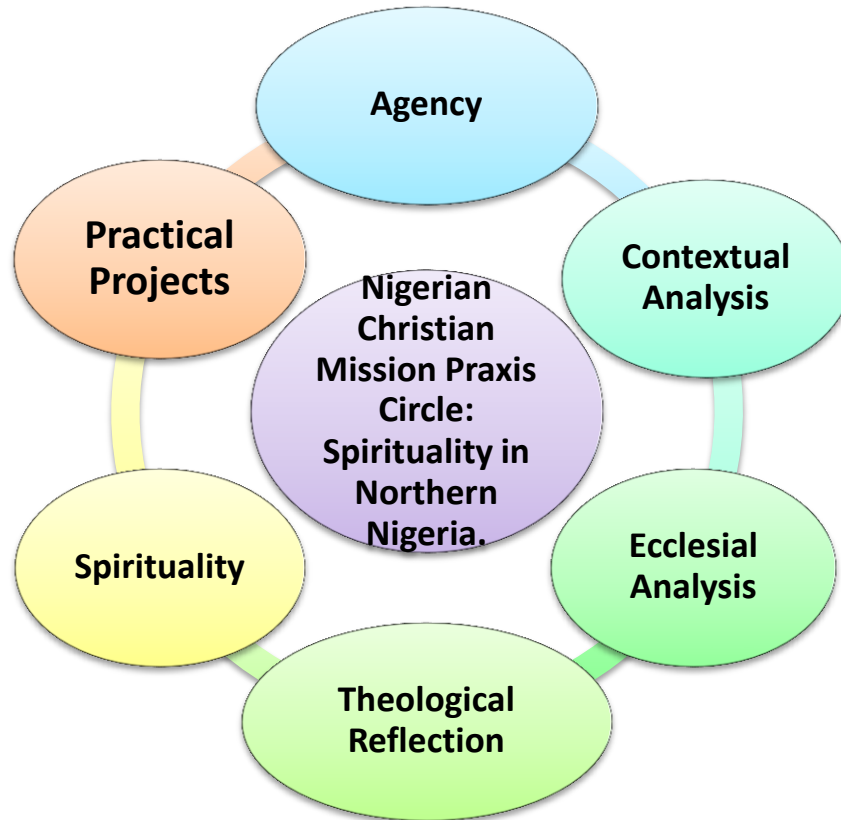 Agency
Contextual
Analysis
Ecclesial
Analysis
Theological
Reflection
Spirituality
Practical
Projects
Nigerian
Christian
Mission Praxis
Circle:
Spirituality in
Northern
Nigeria.